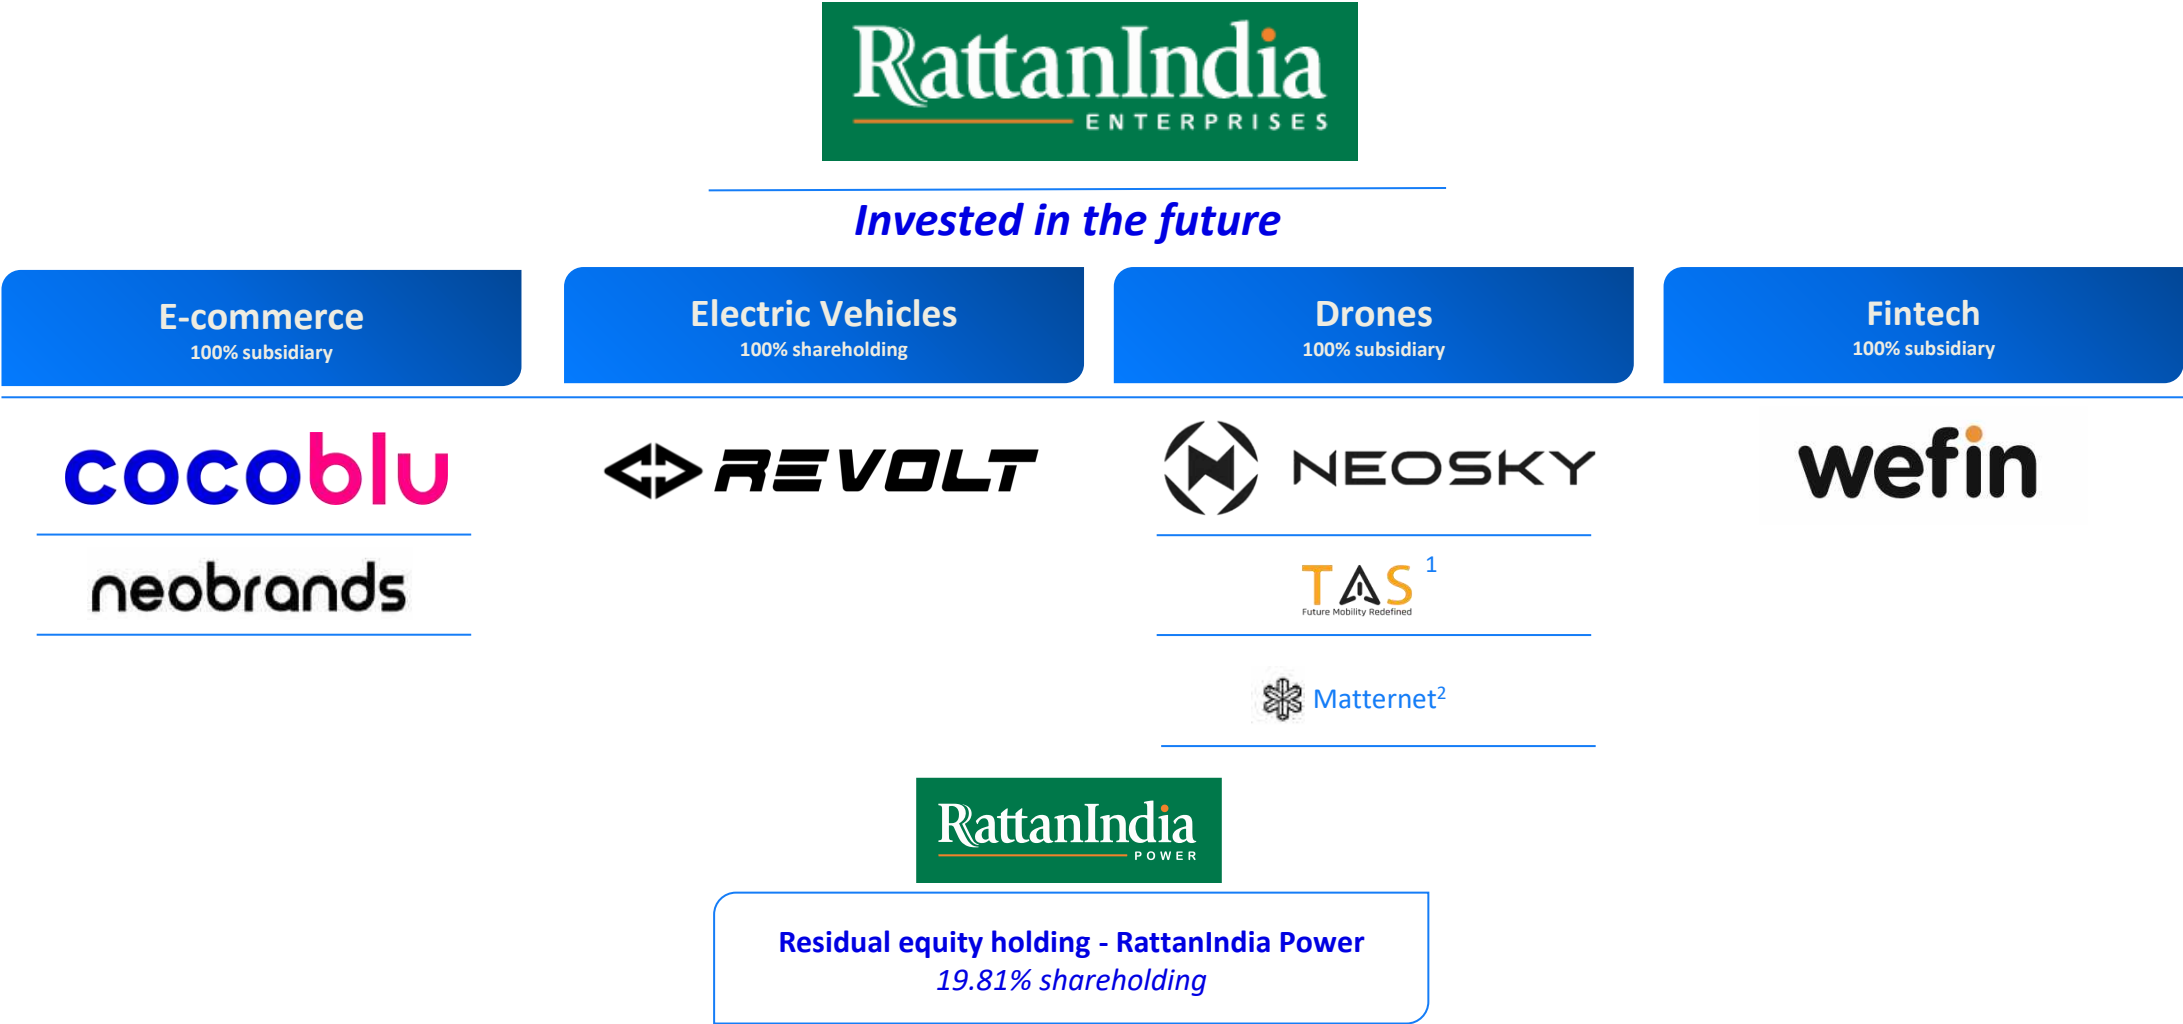 RattanIndia
ENTERPRISES
Invested in the future
E-commerce
100% subsidiary
Electric Vehicles
100% shareholding
Drones
100% subsidiary
Fintech
100% subsidiary
cocoblu
REVOLT
NEOSKY
wefin
neobrands
TAS 1
Future Mobility Redefined
Matternet2
RattanIndia
POWER
Residual equity holding - RattanIndia Power
19.81% shareholding